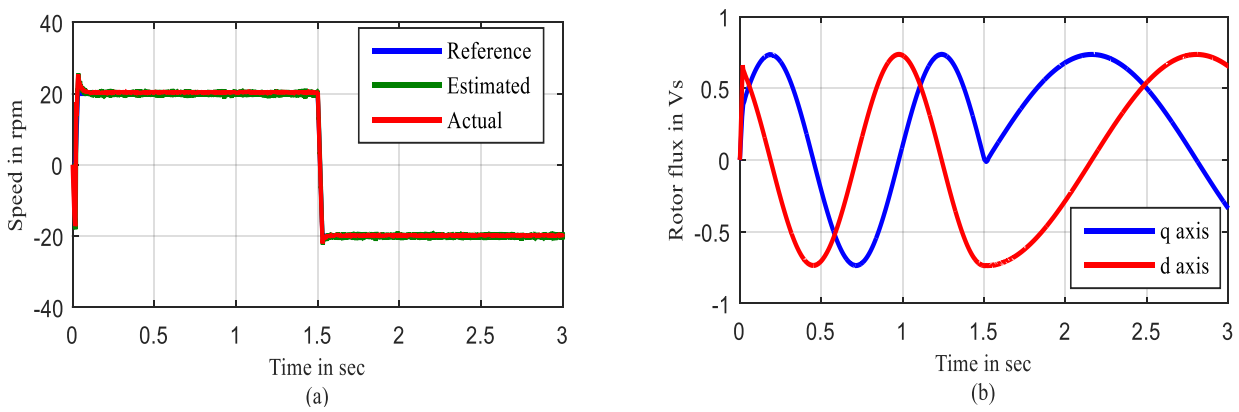 40
20
0
-20
-40
Speed in rpm
Reference
Estimated
Actual
0 0.5 1 1.5 2 2.5 3
Time in sec
(a)
1
0.5
0
-0.5
-1
Rotor flux in Vs
q axis
d axis
0 0.5 1 1.5 2 2.5 3
Time in sec
(b)